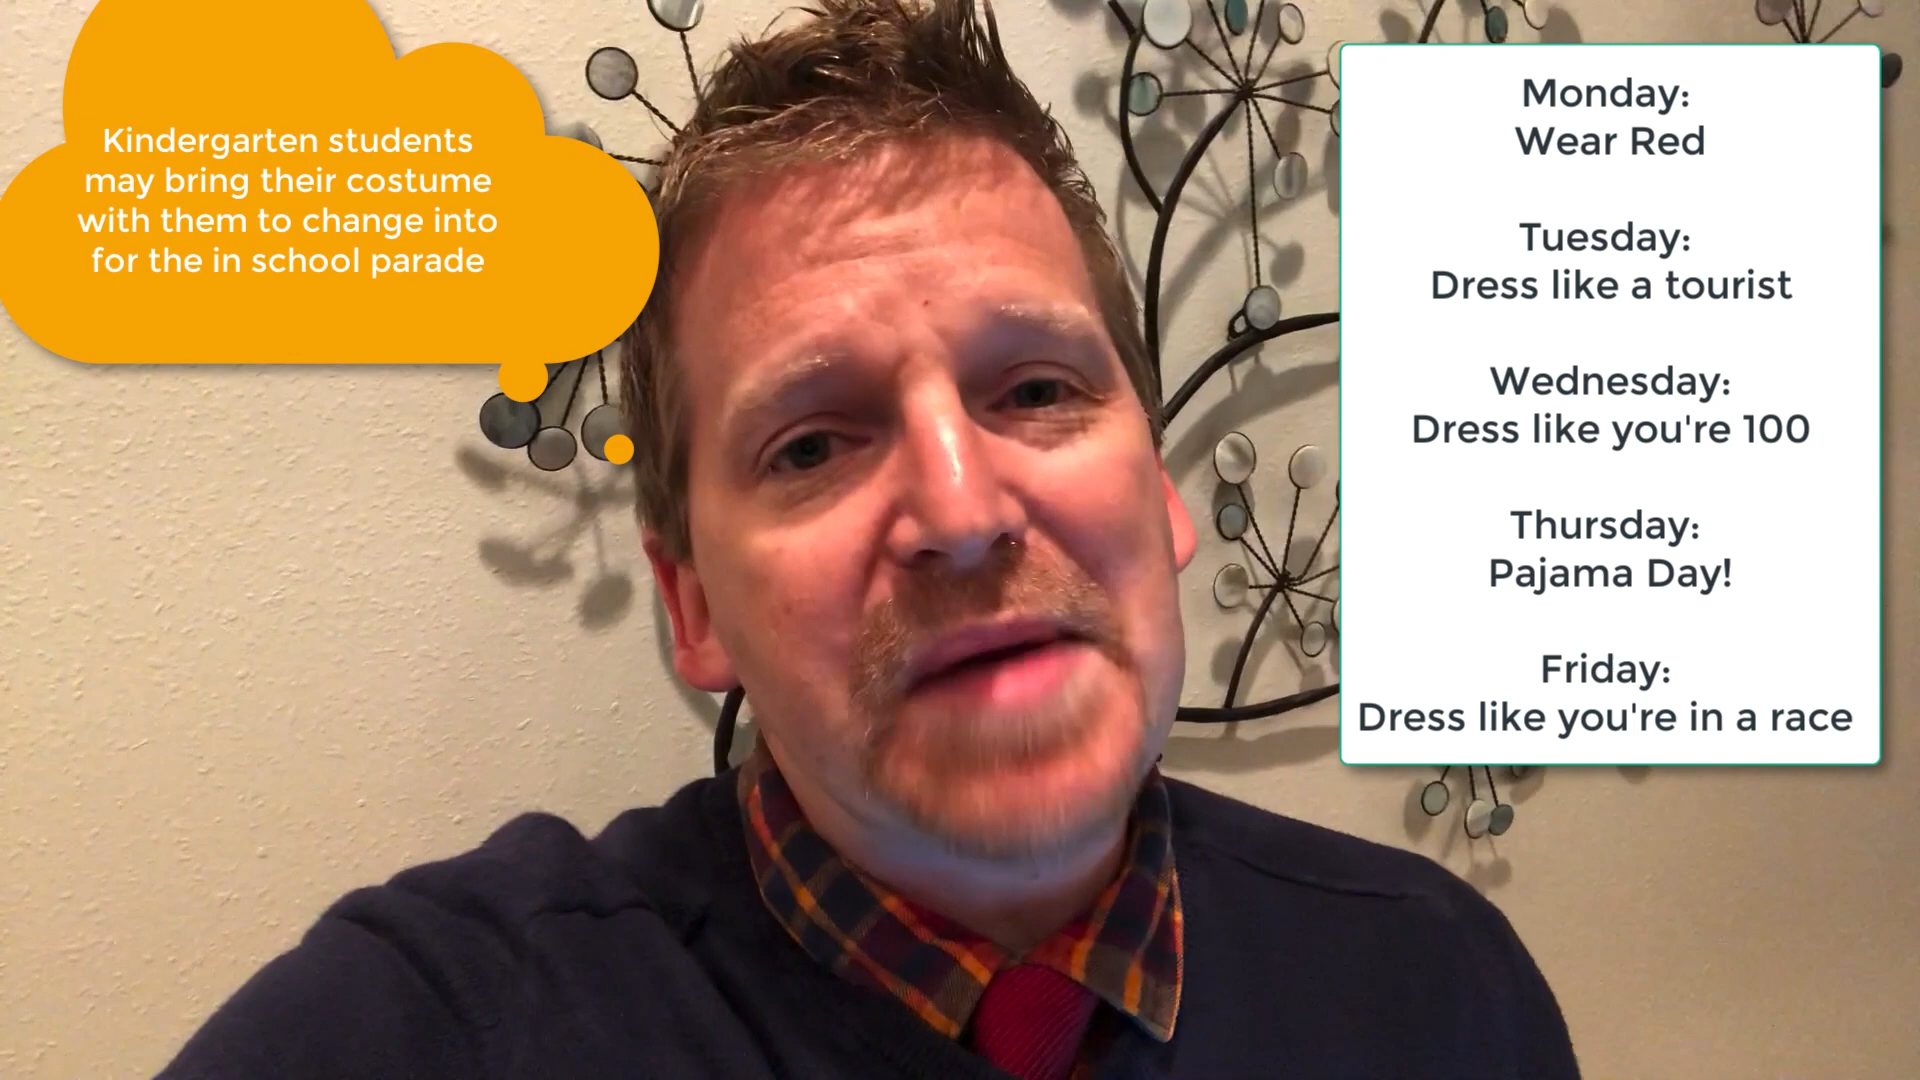 Kindergarten students
may bring their costume
with them to change into
for the in school parade
Monday:
Wear Red
Tuesday:
Dress like a tourist
Wednesday:
Dress like you're 100
Thursday:
Pajama Day!
Friday:
Dress like you're in a race